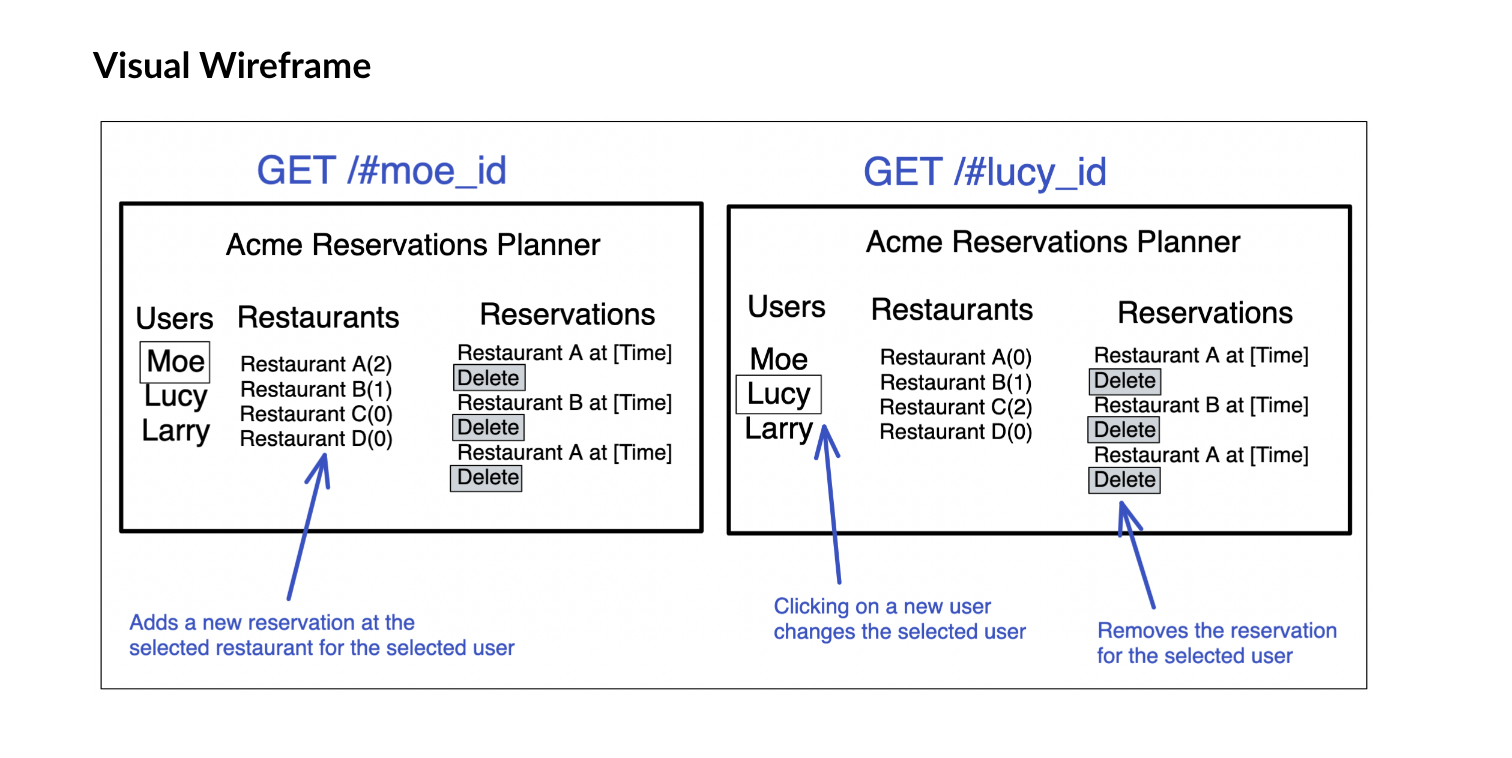 Visual Wireframe
GET /#moe_id
Acme Reservations Planner
Users
Moe
Lucy
Larry
Restaurants
Restaurant A(2)
Restaurant B(1)
Restaurant C(0)
Restaurant D(0)
Reservations
Restaurant A at [Time]
Delete
Restaurant B at [Time]
Delete
Restaurant A at [Time]
Delete
Adds a new reservation at the
selected restaurant for the selected user
GET /#lucy_id
Acme Reservations Planner
Users
Moe
Lucy
Larry
Restaurants
Restaurant A(0)
Restaurant B(1)
Restaurant C(2)
Restaurant D(0)
Reservations
Restaurant A at [Time]
Delete
Restaurant B at [Time]
Delete
Restaurant A at [Time]
Delete
Clicking on a new user
changes the selected user
Removes the reservation
for the selected user